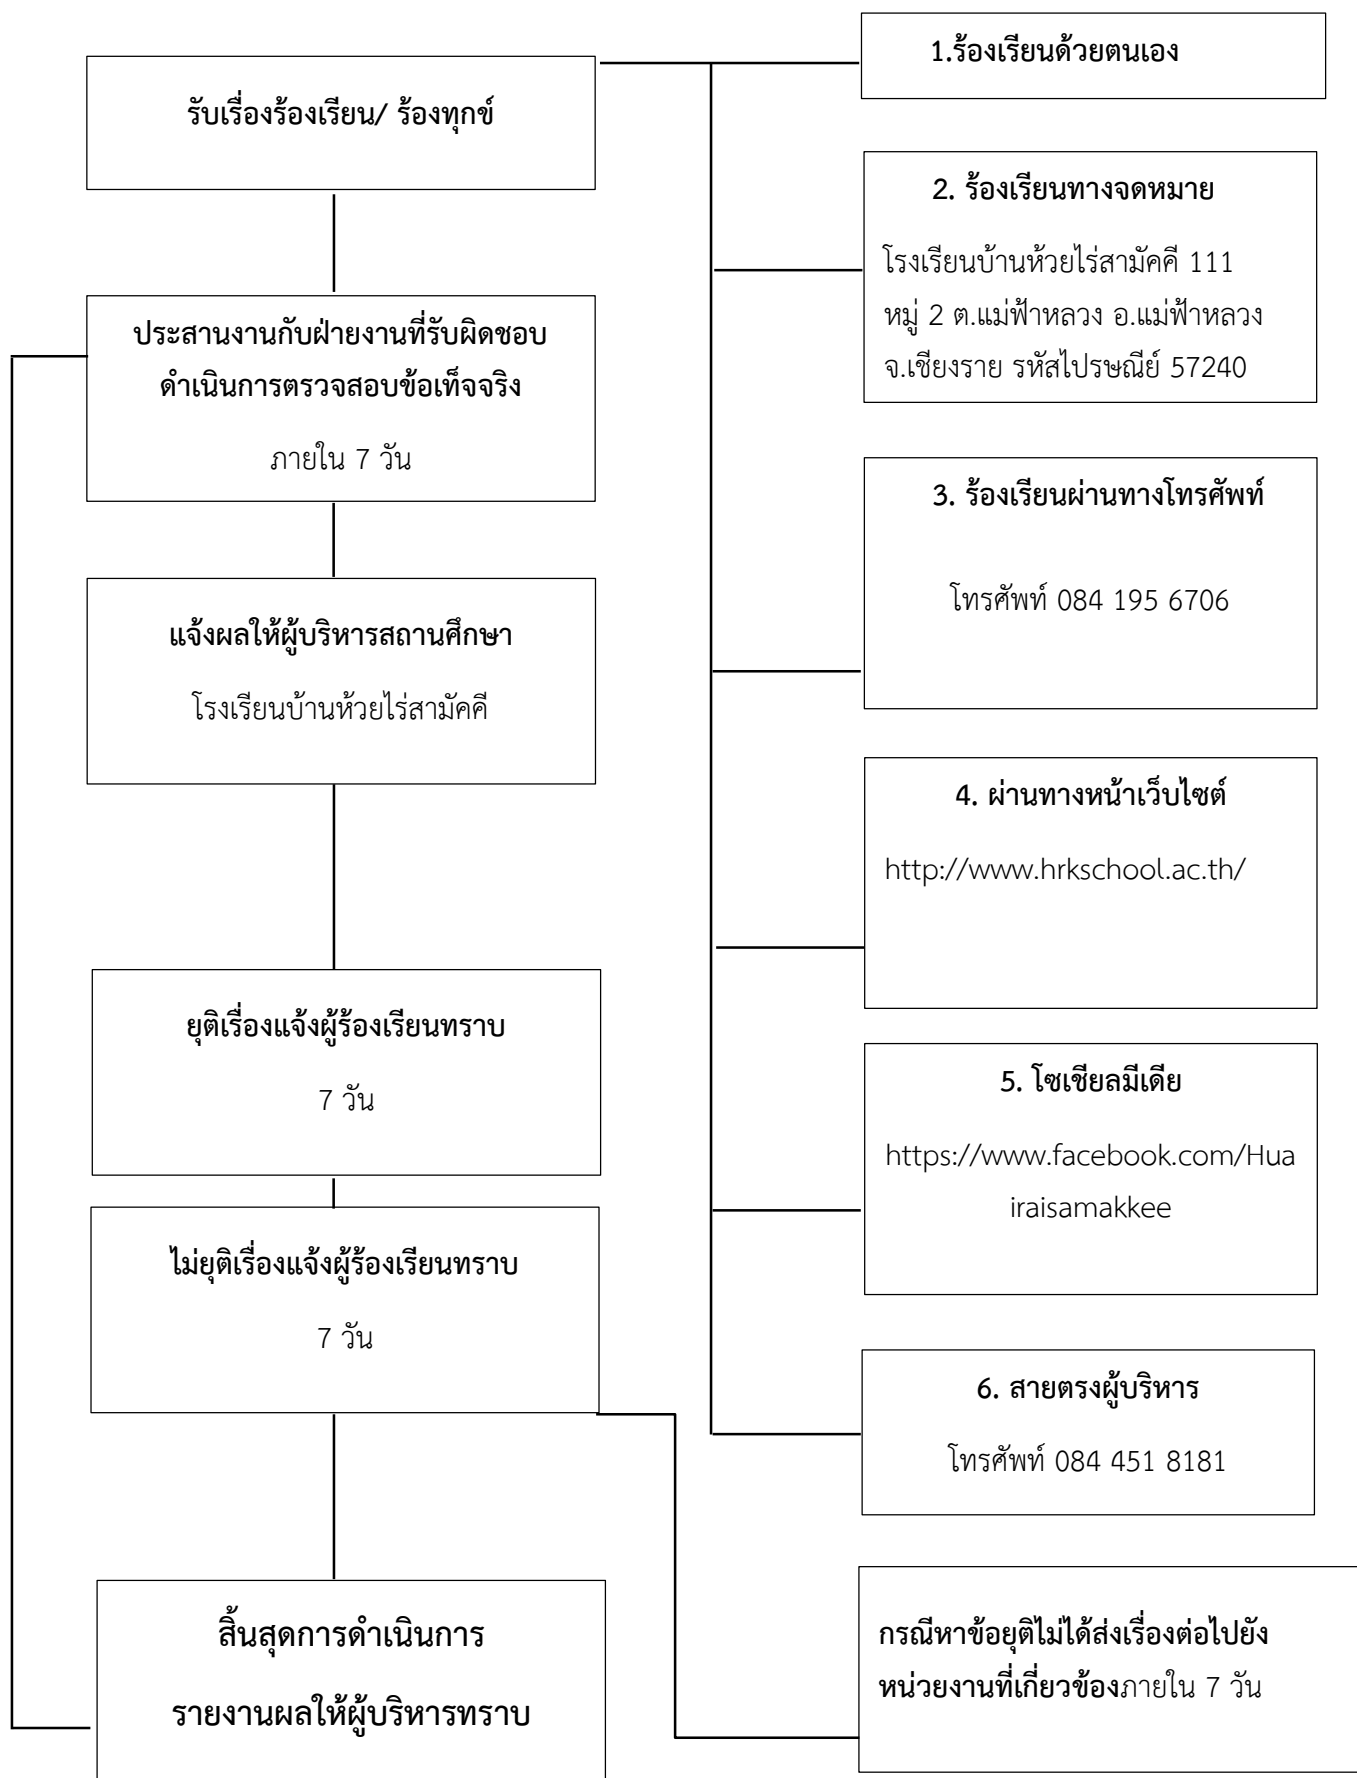 รับเรื่องร้องเรียน/ ร้องทุกข์
ประสานงานกับฝ่ายงานที่รับผิดชอบ
ดำเนินการตรวจสอบข้อเท็จจริง
ภายใน 7 วัน
แจ้งผลให้ผู้บริหารสถานศึกษา
โรงเรียนบ้านห้วยไร่สามัคคี
ยุติเรื่องแจ้งผู้ร้องเรียนทราบ
7 วัน
ไม่ยุติเรื่องแจ้งผู้ร้องเรียนทราบ
7 วัน
สิ้นสุดการดำเนินการ
รายงานผลให้ผู้บริหารทราบ
1.ร้องเรียนด้วยตนเอง
2. ร้องเรียนทางจดหมาย
โรงเรียนบ้านห้วยไร่สามัคคี 111
หมู่ 2 ต.แม่ฟ้าหลวง อ.แม่ฟ้าหลวง
จ.เชียงราย รหัสไปรษณีย์ 57240
3. ร้องเรียนผ่านทางโทรศัพท์
โทรศัพท์ 084 195 6706
4. ผ่านทางหน้าเว็บไซต์
http://www.hrkschool.ac.th/
5. โซเชียลมีเดีย
https://www.facebook.com/Hua
iraisamakkee
6. สายตรงผู้บริหาร
โทรศัพท์ 084 451 8181
กรณีหาข้อยุติไม่ได้ส่งเรื่องต่อไปยัง
หน่วยงานที่เกี่ยวข้องภายใน 7 วัน